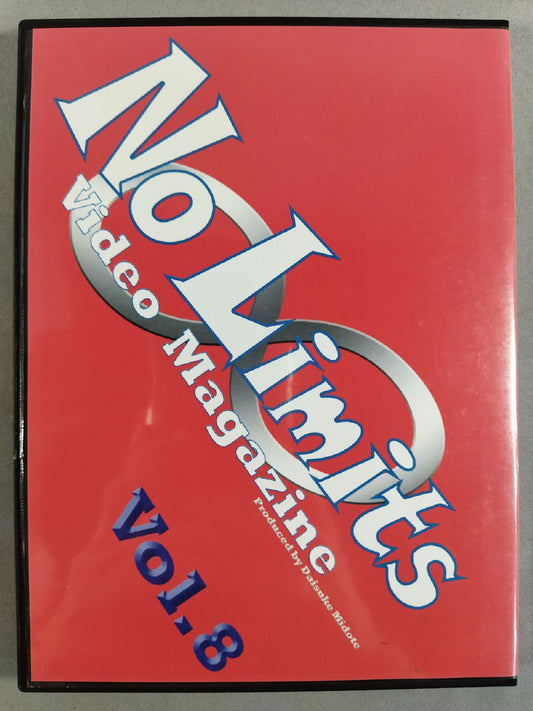 No Limits
Video Magazine
Produced by Daisuke Midote
Vol.8